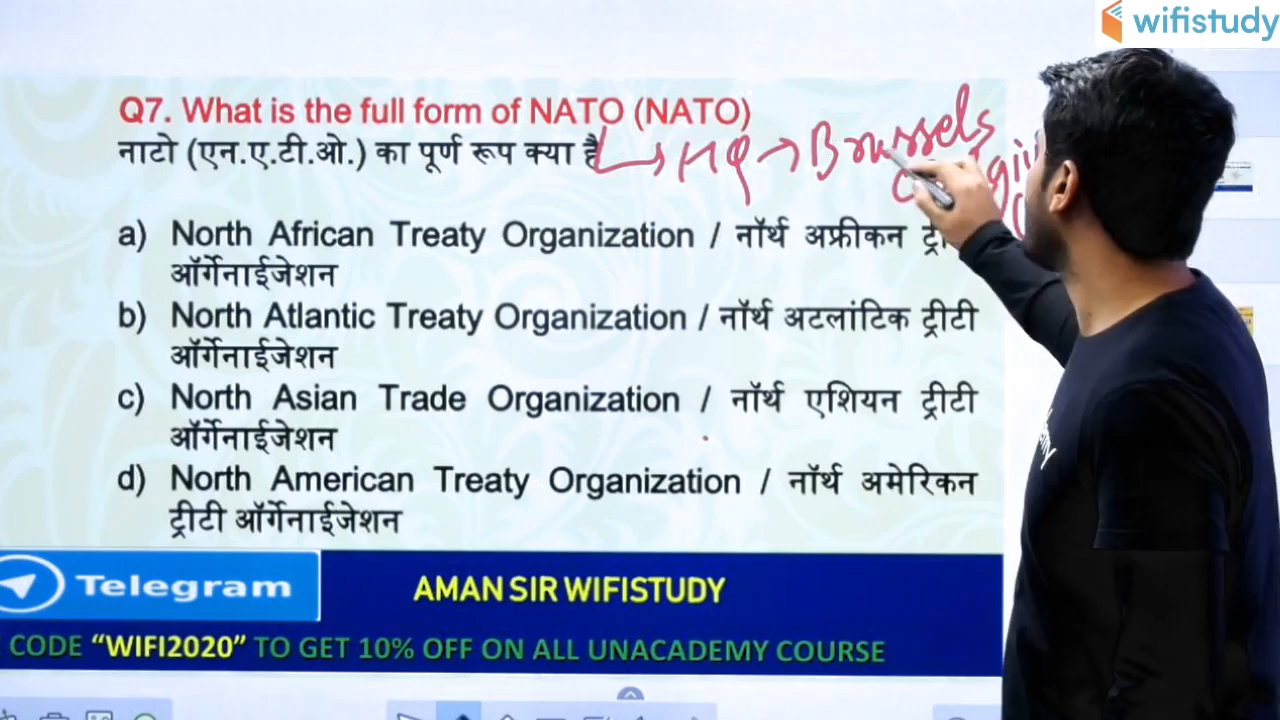 wifistudy
Q7. What is the full form of NATO (NATO)
नाटो (एन.ए.टी.ओ.) का पूर्ण रूप क्या है
HQ → Brussels
a) North African Treaty Organization / नॉर्थ अफ्रीकन
ऑर्गेनाईजेशन
b) North Atlantic Treaty Organization / नॉर्थ अटलांटिक ट्रीटी
ऑर्गेनाईजेशन
c) North Asian Trade Organization / नॉर्थ एशियन ट्रीटी
ऑर्गेनाईजेशन
d) North American Treaty Organization / नॉर्थ अमेरिकन
ट्रीटी ऑर्गेनाईजेशन
Telegram
AMAN SIR WIFISTUDY
CODE “WIFI2020” TO GET 10% OFF ON ALL UNACADEMY COURSE